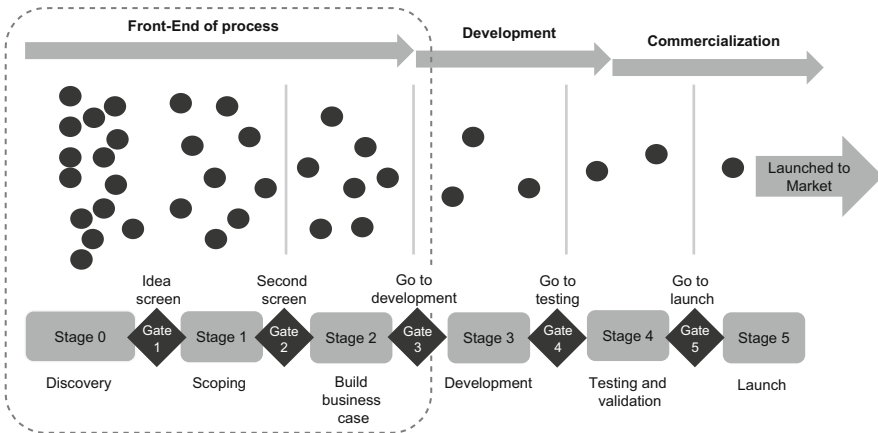 Front-End of process
Development
Commercialization
Launched to
Market
Idea
screen
Second
screen
Go to
development
Go to
testing
Go to
launch
Stage 0
Gate
1
Stage 1
Gate
2
Stage 2
Gate
3
Stage 3
Gate
4
Stage 4
Gate
5
Stage 5
Discovery
Scoping
Build
business
case
Development
Testing and
validation
Launch